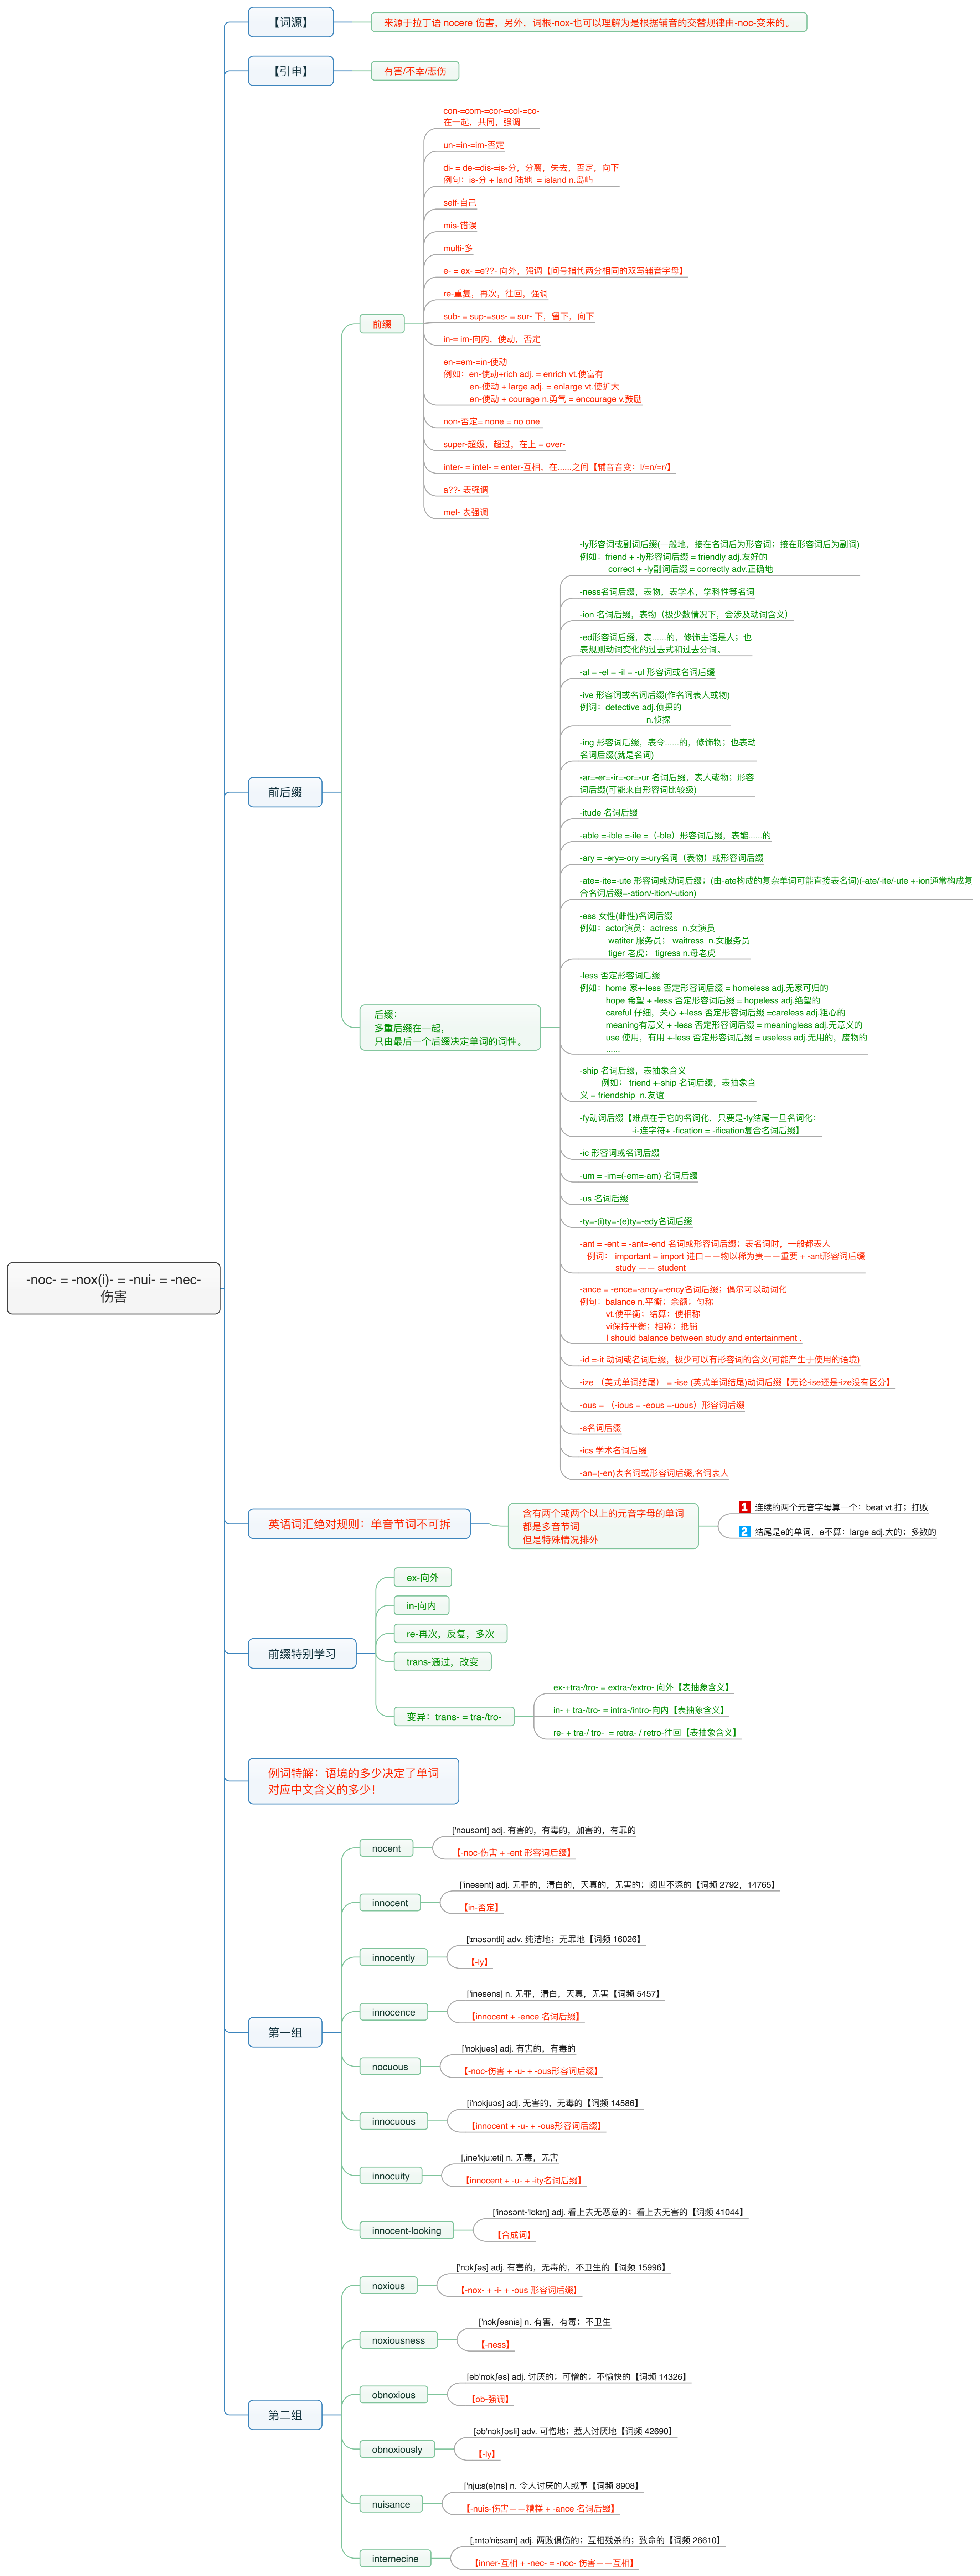 -noc- = -nox(i)- = -nui- = -nec-
伤害
【词源】
来源于拉丁语 nocere 伤害，另外，词根-nox-也可以理解为是根据辅音的交替规律由-noc-变来的。
【引申】
有害/不幸/悲伤
前后缀
前缀
con-=com-=cor-=col-=co-
在一起，共同，强调
un-=in-=im-否定
di- = de-=dis-=is-分，分离，失去，否定，向下
例句：is-分 + land 陆地 = island n.岛屿
self-自己
mis-错误
multi-多
e- = ex- =e??- 向外，强调【问号指代两分相同的双写辅音字母】
re-重复，再次，往回，强调
sub- = sup-=sus- = sur- 下，留下，向下
in-= im-向内，使动，否定
en-=em-=in-使动
例如：en-使动+rich adj. = enrich vt.使富有
en-使动 + large adj. = enlarge vt.使扩大
en-使动 + courage n.勇气 = encourage v.鼓励
non-否定= none = no one
super-超级，超过，在上 = over-
inter- = intel- = enter-互相，在......之间【辅音音变：l/=n/=r/】
a??- 表强调
mel- 表强调
后缀：
多重后缀在一起，
只由最后一个后缀决定单词的词性。
-ly形容词或副词后缀(一般地，接在名词后为形容词；接在形容词后为副词)
例如：friend + -ly形容词后缀 = friendly adj.友好的
correct + -ly副词后缀 = correctly adv.正确地
-ness名词后缀，表物，表学术，学科性等名词
-ion 名词后缀，表物（极少数情况下，会涉及动词含义）
-ed形容词后缀，表......的，修饰主语是人；也
表规则动词变化的过去式和过去分词。
-al = -el = -il = -ul 形容词或名词后缀
-ive 形容词或名词后缀(作名词表人或物)
例词：detective adj.侦探的
n.侦探
-ing 形容词后缀，表令......的，修饰物；也表动
名词后缀(就是名词)
-ar=-er=-ir=-or=-ur 名词后缀，表人或物；形容
词后缀(可能来自形容词比较级)
-itude 名词后缀
-able =-ible =-ile =（-ble）形容词后缀，表能......的
-ary = -ery=-ory =-ury名词（表物）或形容词后缀
-ate=-ite=-ute 形容词或动词后缀；(由-ate构成的复杂单词可能直接表名词)(-ate/-ite/-ute +-ion通常构成复
合名词后缀=-ation/-ition/-ution)
-ess 女性(雌性)名词后缀
例如：actor演员；actress n.女演员
watiter 服务员； waitress n.女服务员
tiger 老虎； tigress n.母老虎
-less 否定形容词后缀
例如：home 家+-less 否定形容词后缀 = homeless adj.无家可归的
hope 希望 + -less 否定形容词后缀 = hopeless adj.绝望的
careful 仔细，关心 +-less 否定形容词后缀 =careless adj.粗心的
meaning有意义 + -less 否定形容词后缀 = meaningless adj.无意义的
use 使用，有用 +-less 否定形容词后缀 = useless adj.无用的，废物的
......
-ship 名词后缀，表抽象含义
例如： friend +-ship 名词后缀，表抽象含
义 = friendship n.友谊
-fy动词后缀【难点在于它的名词化，只要是-fy结尾一旦名词化：
-i-连字符+ -fication = -ification复合名词后缀】
-ic 形容词或名词后缀
-um = -im=(-em=-am) 名词后缀
-us 名词后缀
-ty=-(i)ty=-(e)ty=-edy名词后缀
-ant = -ent = -ant=-end 名词或形容词后缀；表名词时，一般都表人
例词： important = import 进口——物以稀为贵——重要 + -ant形容词后缀
study —— student
-ance = -ence=-ancy=-ency名词后缀；偶尔可以动词化
例句：balance n.平衡；余额；匀称
vt.使平衡；结算；使相称
vi保持平衡；相称；抵销
I should balance between study and entertainment .
-id =-it 动词或名词后缀，极少可以有形容词的含义(可能产生于使用的语境)
-ize （美式单词结尾） = -ise (英式单词结尾)动词后缀【无论-ise还是-ize没有区分】
-ous = （-ious = -eous =-uous）形容词后缀
-s名词后缀
-ics 学术名词后缀
-an=(-en)表名词或形容词后缀,名词表人
英语词汇绝对规则：单音节词不可拆
含有两个或两个以上的元音字母的单词
都是多音节词
但是特殊情况排外
1 连续的两个元音字母算一个：beat vt.打；打败
2 结尾是e的单词，e不算：large adj.大的；多数的
前缀特别学习
ex-向外
in-向内
re-再次，反复，多次
trans-通过，改变
变异：trans- = tra-/tro-
ex-+tra-/tro- = extra-/extro- 向外【表抽象含义】
in- + tra-/tro- = intra-/intro-向内【表抽象含义】
re- + tra-/ tro- = retra- / retro-往回【表抽象含义】
例词特解：语境的多少决定了单词
对应中文含义的多少！
第一组
nocent
['nəusənt] adj. 有害的，有毒的，加害的，有罪的
【-noc-伤害 + -ent 形容词后缀】
innocent
['inəsənt] adj. 无罪的，清白的，天真的，无害的；阅世不深的【词频 2792，14765】
【in-否定】
innocently
['ɪnəsəntli] adv. 纯洁地；无罪地【词频 16026】
【-ly】
innocence
['inəsəns] n. 无罪，清白，天真，无害【词频 5457】
【innocent + -ence 名词后缀】
nocuous
['nɔkjuəs] adj. 有害的，有毒的
【-noc-伤害 + -u- + -ous形容词后缀】
innocuous
[i'nɔkjuəs] adj. 无害的，无毒的【词频 14586】
【innocent + -u- + -ous形容词后缀】
innocuity
[,inə'kju:əti] n. 无毒，无害
【innocent + -u- + -ity名词后缀】
innocent-looking
['inəsənt-'lʊkɪŋ] adj. 看上去无恶意的；看上去无害的【词频 41044】
【合成词】
第二组
noxious
['nɔkʃəs] adj. 有害的，无毒的，不卫生的【词频 15996】
【-nox- + -i- + -ous 形容词后缀】
noxiousness
['nɔkʃəsnis] n. 有害，有毒；不卫生
【-ness】
obnoxious
[əb'nɒkʃəs] adj. 讨厌的；可憎的；不愉快的【词频 14326】
【ob-强调】
obnoxiously
[əb'nɔkʃəsli] adv. 可憎地；惹人讨厌地【词频 42690】
【-ly】
nuisance
['njuːs(ə)ns] n. 令人讨厌的人或事【词频 8908】
【-nuis-伤害——糟糕 + -ance 名词后缀】
internecine
[,ɪntə'niːsaɪn] adj. 两败俱伤的；互相残杀的；致命的【词频 26610】
【inner-互相 + -nec- = -noc- 伤害——互相】